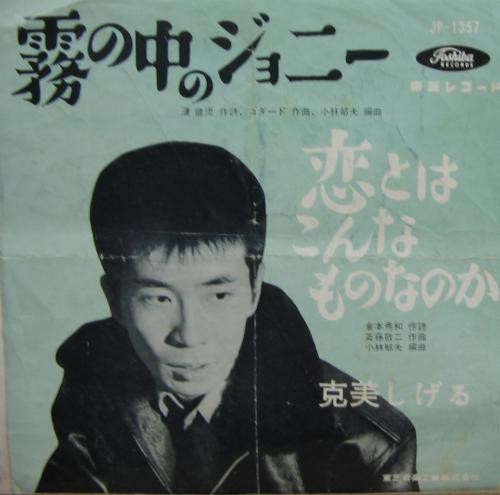 JP-1357
霧の中のジョニー
Toshiba
RECORDS
東芝レコード
漣 健児 作詩、ゴダード 作曲、小林郁夫 編曲
恋とは
こんな
ものなのか
倉本秀和 作詩
斎藤敬二 作曲
小林郁夫 編曲
克美しげる
東芝音楽工業株式会社